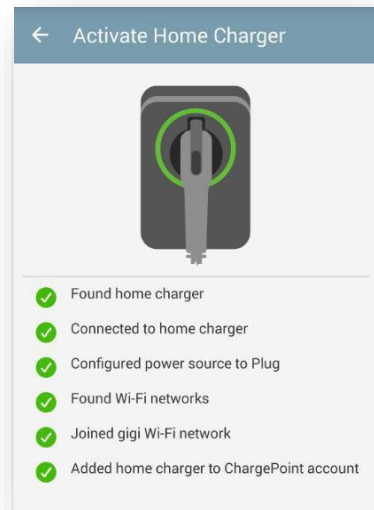 Activate Home Charger
Found home charger
Connected to home charger
Configured power source to Plug
Found Wi-Fi networks
Joined gigi Wi-Fi network
Added home charger to ChargePoint account